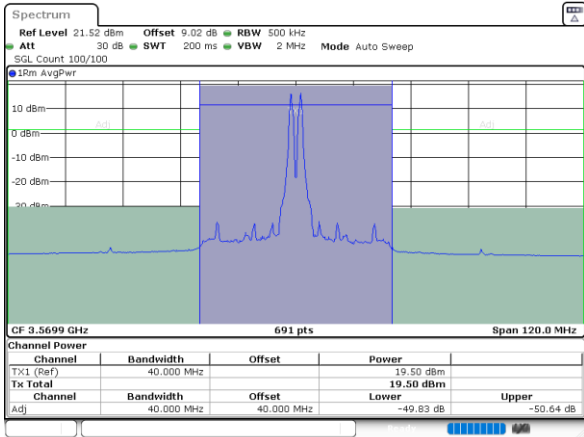 Spectrum
Ref Level 21.52 dBm Offset 9.02 dB RBW 500 kHz
Att 30 dB SWT 200 ms VBW 2 MHz Mode Auto Sweep
SGL Count 100/100
1Rm AvgPwr
10 dBm
Adj Adj
0 dBm
-10 dBm
-20 dBm
-30 dBm
CF 3.5699 GHz 691 pts Span 120.0 MHz
Channel Power
Channel Bandwidth Offset Power
TX1 (Ref) 40.000 MHz 19.50 dBm
Tx Total 19.50 dBm
Channel Bandwidth Offset Lower Upper
Adj 40.000 MHz 40.000 MHz -49.83 dB -50.64 dB
Ready